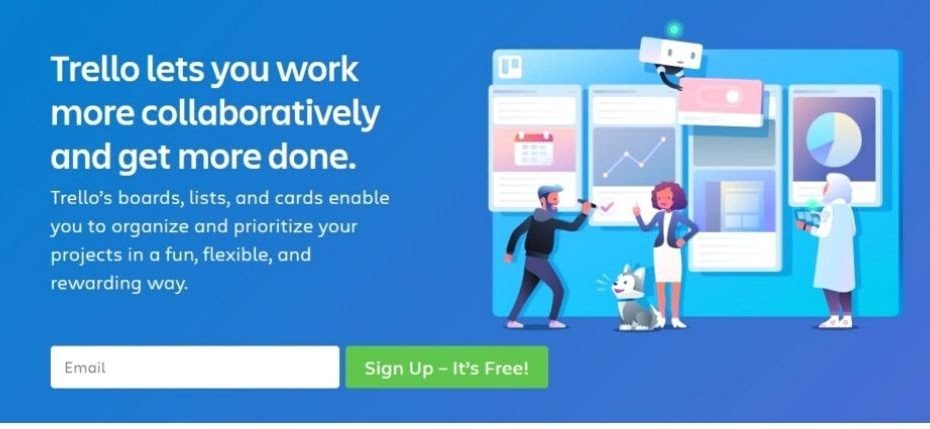 Trello lets you work
more collaboratively
and get more done.
Trello’s boards, lists, and cards enable
you to organize and prioritize your
projects in a fun, flexible, and
rewarding way.
Email
Sign Up – It’s Free!